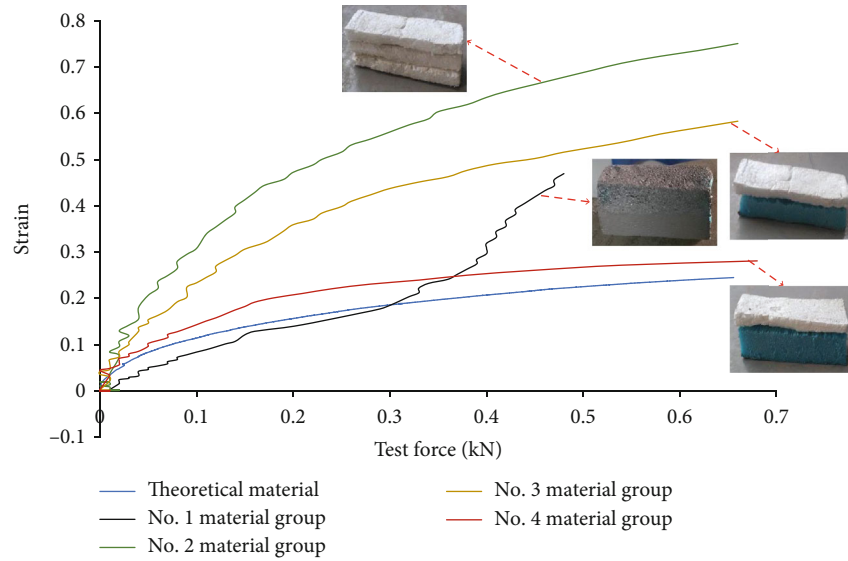 0.8
0.7
0.6
0.5
0.4
0.3
0.2
0.1
0
−0.1
Strain
0 0.1 0.2 0.3 0.4 0.5 0.6 0.7
Test force (kN)
Theoretical material
No. 1 material group
No. 2 material group
No. 3 material group
No. 4 material group